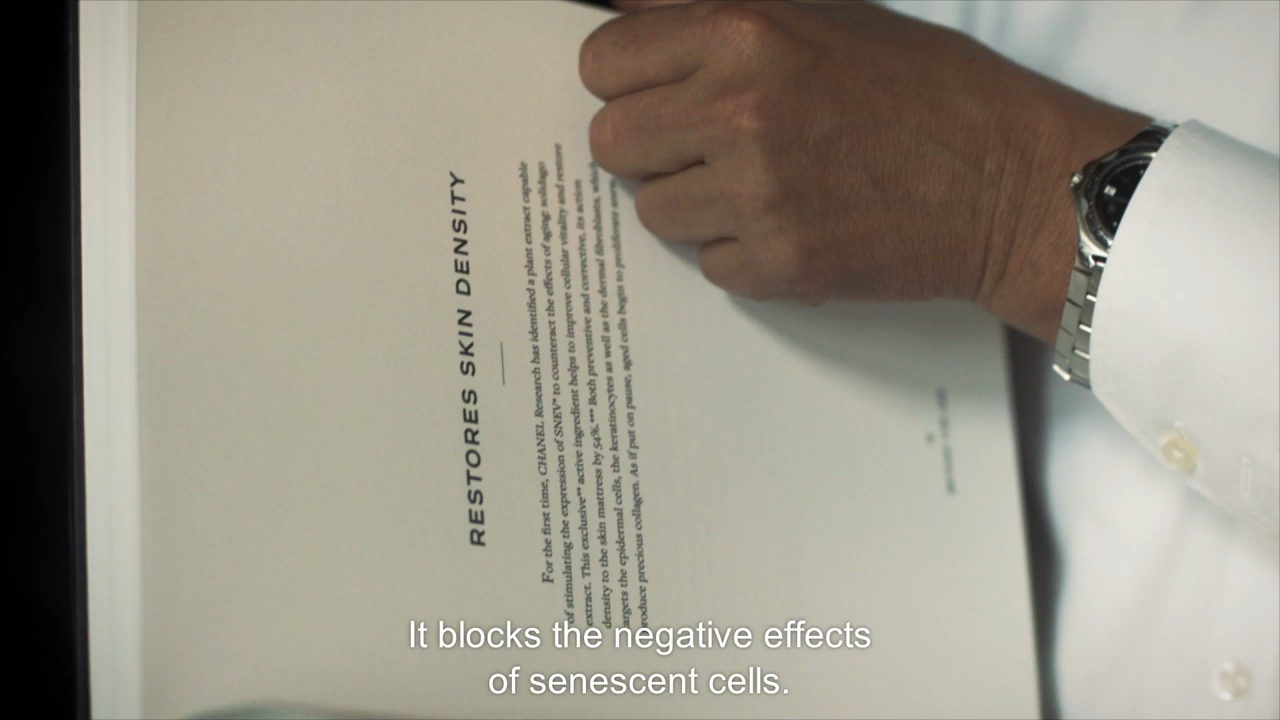 RESTORES SKIN DENSITY
For the first time, CHANEL Research has identified a plant extract capable
of stimulating the expression of SNEV* to counteract the effects of aging: solidago
extract. This exclusive** active ingredient helps to improve cellular vitality and restore
density to the skin mattress by 54%.*** Both preventive and corrective, its action
targets the epidermal cells, the keratinocytes as well as the dermal fibroblasts, which
produce precious collagen. As if put on pause, aged cells begin to proliferate
It blocks the negative effects
of senescent cells.